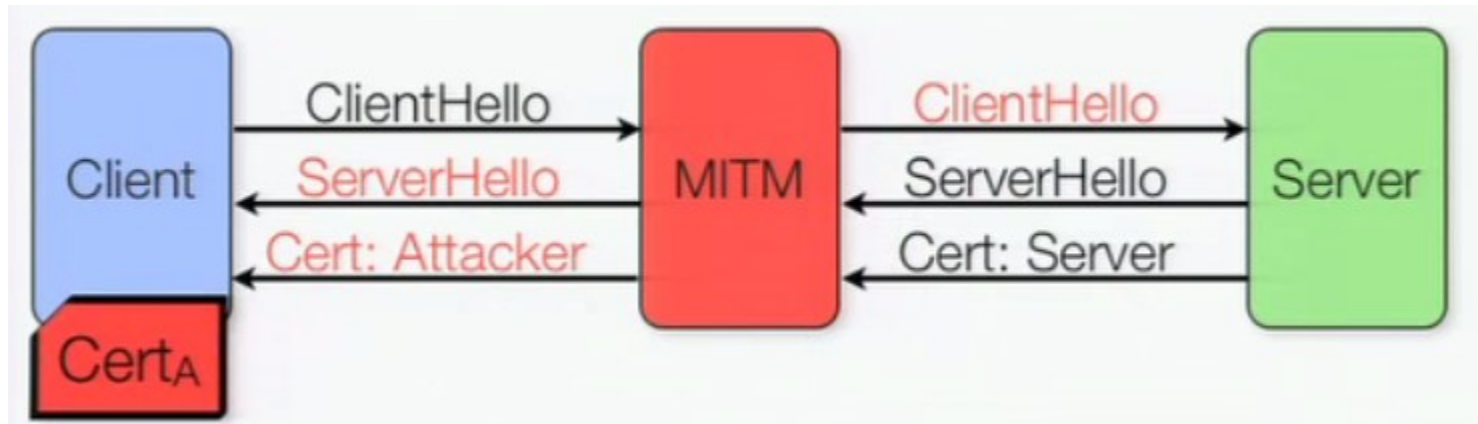 ClientHello
ClientHello
Client
ServerHello
MITM
ServerHello
Server
Cert: Attacker
Cert: Server
CertA